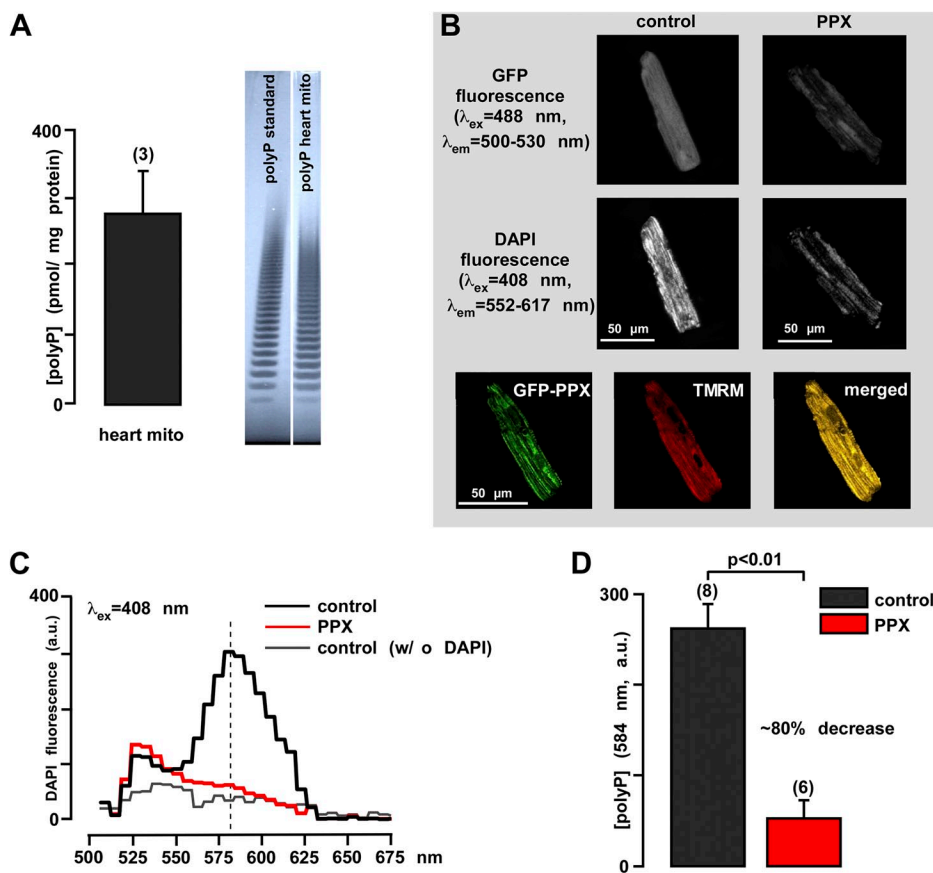 A
400
(3)
[polyP] (pmol/ mg protein)
0
heart mito
polyP standard
polyP heart mito
B
control
PPX
GFP
fluorescence
(λex=488 nm,
λem=500-530 nm)
DAPI
fluorescence
(λex=408 nm,
λem=552-617 nm)
50 µm
50 µm
GFP-PPX
TMRM
merged
50 µm
C
400
λex=408 nm
control
PPX
control (w/ o DAPI)
DAPI fluorescence (a.u.)
0
500 525 550 575 600 625 650 675 nm
D
p<0.01
300
(8)
control
PPX
[polyP] (584 nm, a.u.)
~80% decrease
(6)
0